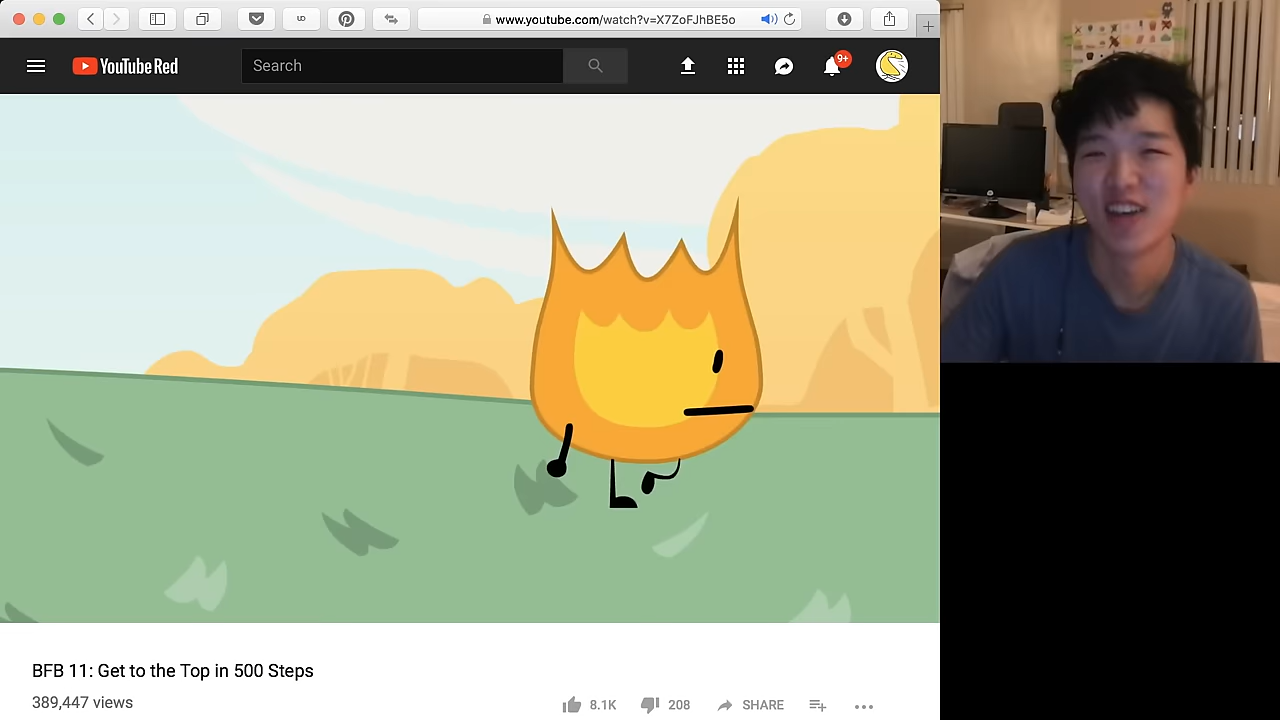 www.youtube.com/watch?v=X7ZoFJhBE5o
YouTube Red
Search
9+
BFB 11: Get to the Top in 500 Steps
389,447 views
8.1K
208
SHARE